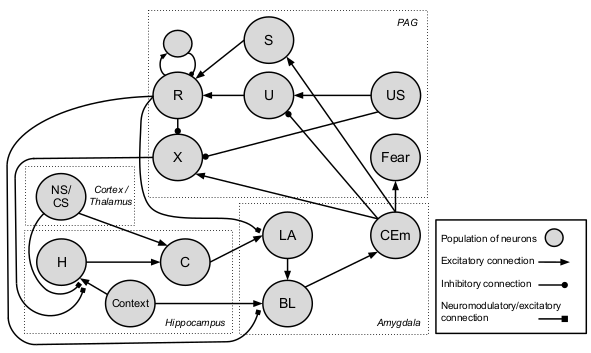 PAG
S
R
U
US
X
Fear
NS/
CS
Cortex /
Thalamus
LA
CEm
H
C
Context
BL
Hippocampus
Amygdala
Population of neurons
Excitatory connection
Inhibitory connection
Neuromodulatory/excitatory
connection